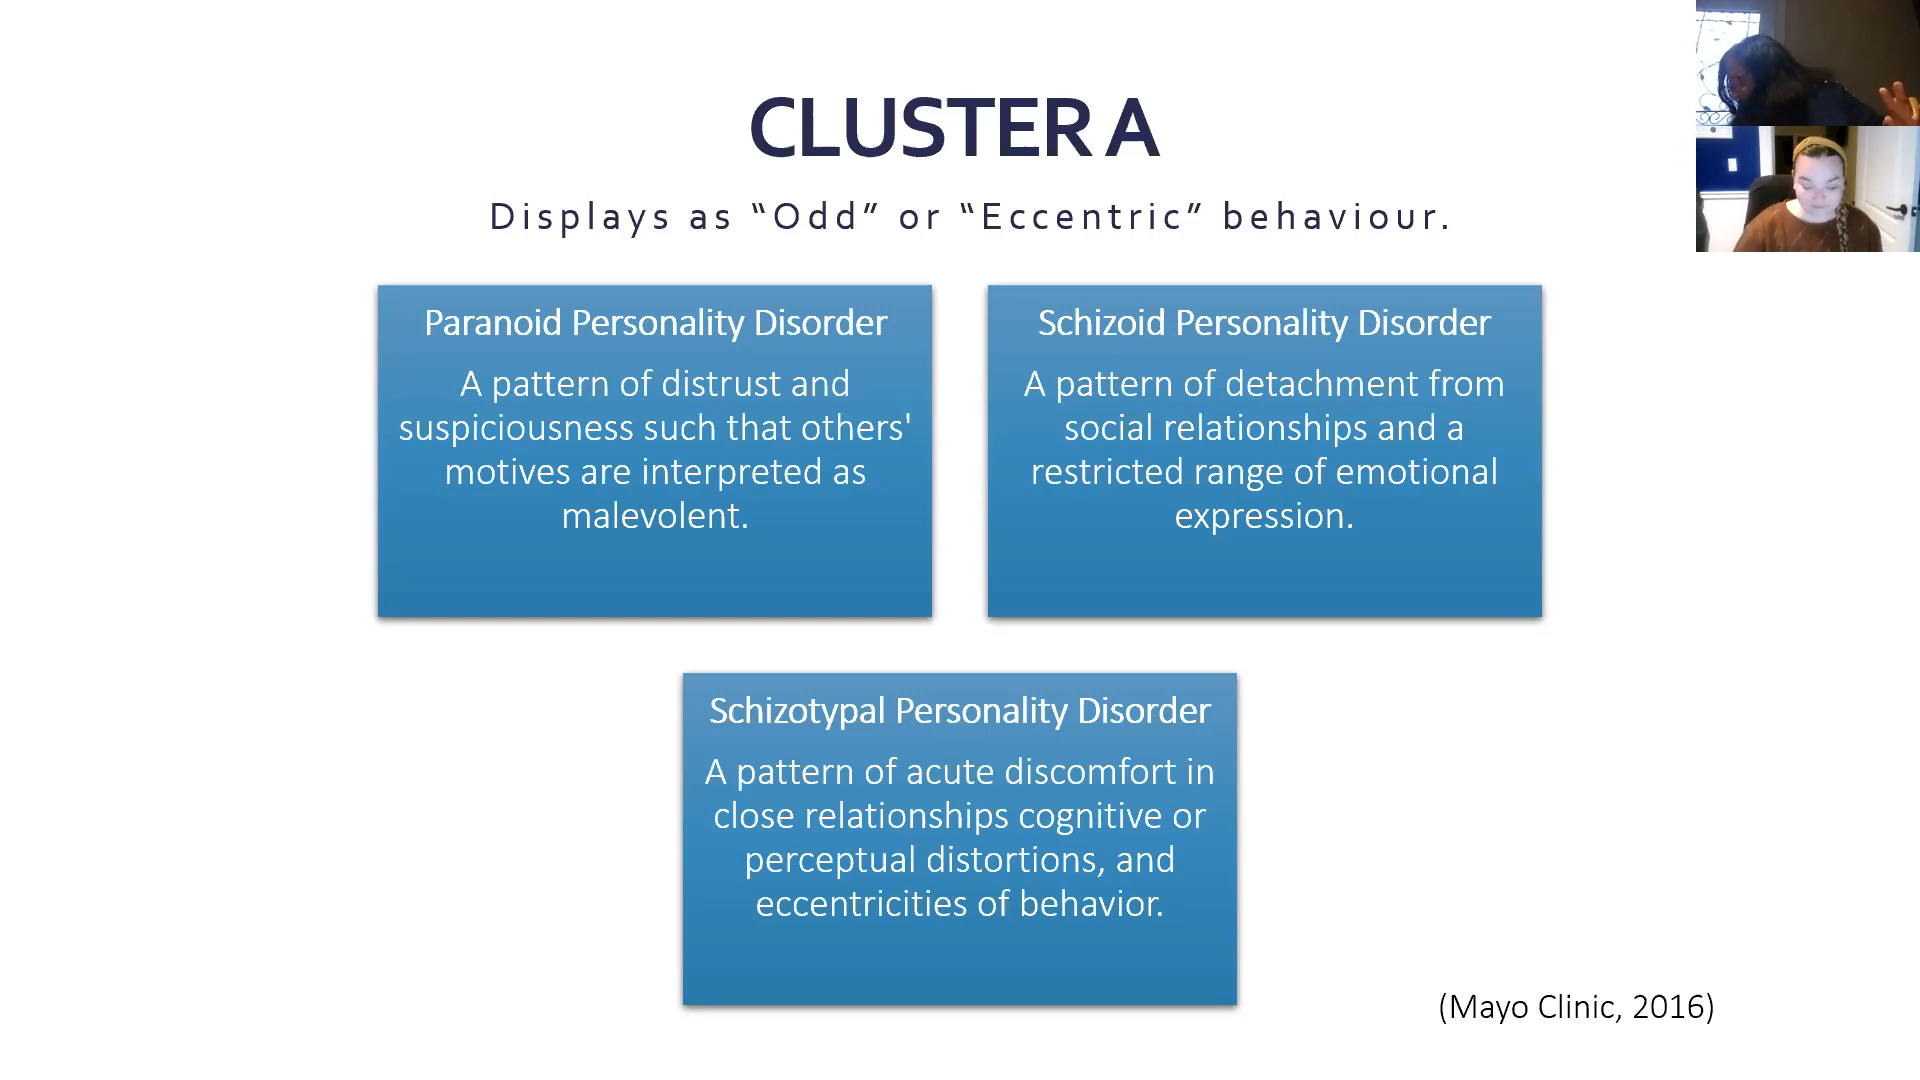 CLUSTER A
Displays as “Odd” or “Eccentric” behaviour.
Paranoid Personality Disorder
A pattern of distrust and
suspiciousness such that others'
motives are interpreted as
malevolent.
Schizoid Personality Disorder
A pattern of detachment from
social relationships and a
restricted range of emotional
expression.
Schizotypal Personality Disorder
A pattern of acute discomfort in
close relationships cognitive or
perceptual distortions, and
eccentricities of behavior.
(Mayo Clinic, 2016)